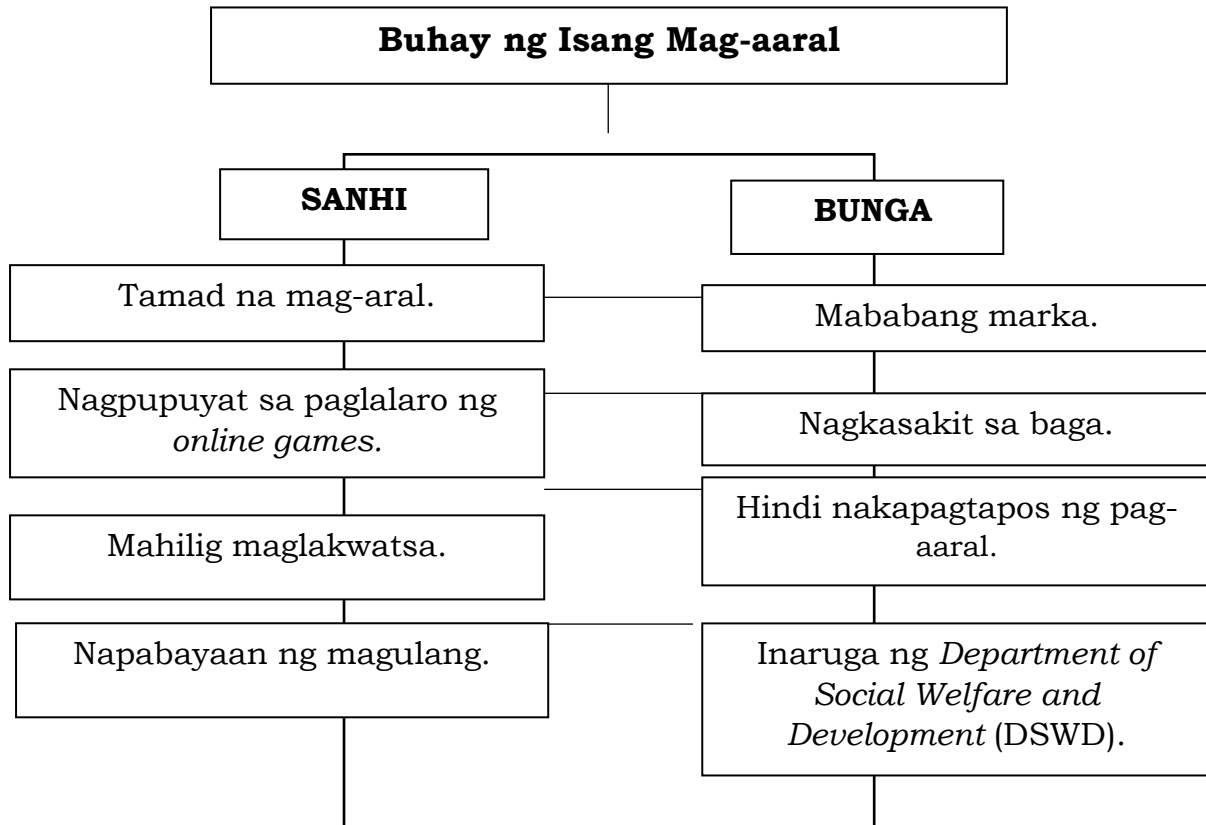 Buhay ng Isang Mag-aaral
SANHI
BUNGA
Tamad na mag-aral.
Mababang marka.
Nagpupuyat sa paglalaro ng
online games.
Nagkasakit sa baga.
Mahilig maglakwatsa.
Hindi nakapagtapos ng pag-
aaral.
Napabayaan ng magulang.
Inaruga ng Department of
Social Welfare and
Development (DSWD).